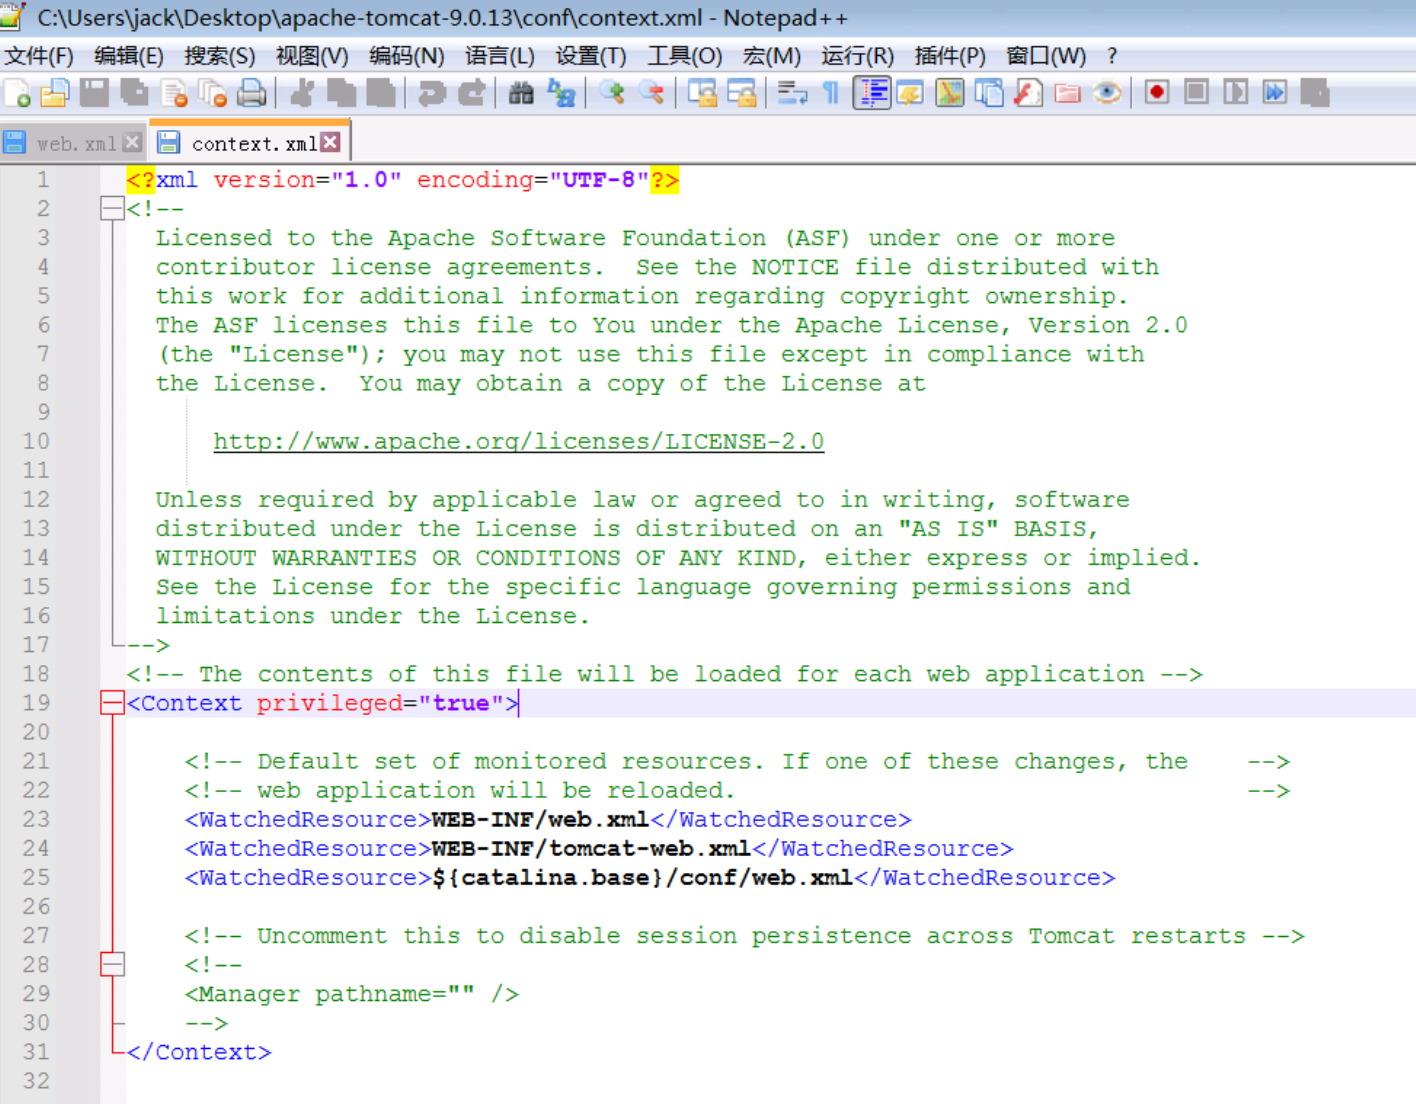 C:\Users\jack\Desktop\apache-tomcat-9.0.13\conf\context.xml - Notepad++
文件(F) 编辑(E) 搜索(S) 视图(V) 编码(N) 语言(L) 设置(T) 工具(O) 宏(M) 运行(R) 插件(P) 窗口(W) ?
web.xml context.xml
1 <?xml version="1.0" encoding="UTF-8"?>
2 <!--
3 Licensed to the Apache Software Foundation (ASF) under one or more
4 contributor license agreements.  See the NOTICE file distributed with
5 this work for additional information regarding copyright ownership.
6 The ASF licenses this file to You under the Apache License, Version 2.0
7 (the "License"); you may not use this file except in compliance with
8 the License.  You may obtain a copy of the License at
9
10 http://www.apache.org/licenses/LICENSE-2.0
11
12 Unless required by applicable law or agreed to in writing, software
13 distributed under the License is distributed on an "AS IS" BASIS,
14 WITHOUT WARRANTIES OR CONDITIONS OF ANY KIND, either express or implied.
15 See the License for the specific language governing permissions and
16 limitations under the License.
17 -->
18 <!-- The contents of this file will be loaded for each web application -->
19 <Context privileged="true">
20
21 <!-- Default set of monitored resources. If one of these changes, the    -->
22 <!-- web application will be reloaded.                                   -->
23 <WatchedResource>WEB-INF/web.xml</WatchedResource>
24 <WatchedResource>WEB-INF/tomcat-web.xml</WatchedResource>
25 <WatchedResource>${catalina.base}/conf/web.xml</WatchedResource>
26
27 <!-- Uncomment this to disable session persistence across Tomcat restarts -->
28 <!--
29 <Manager pathname="" />
30 -->
31 </Context>
32